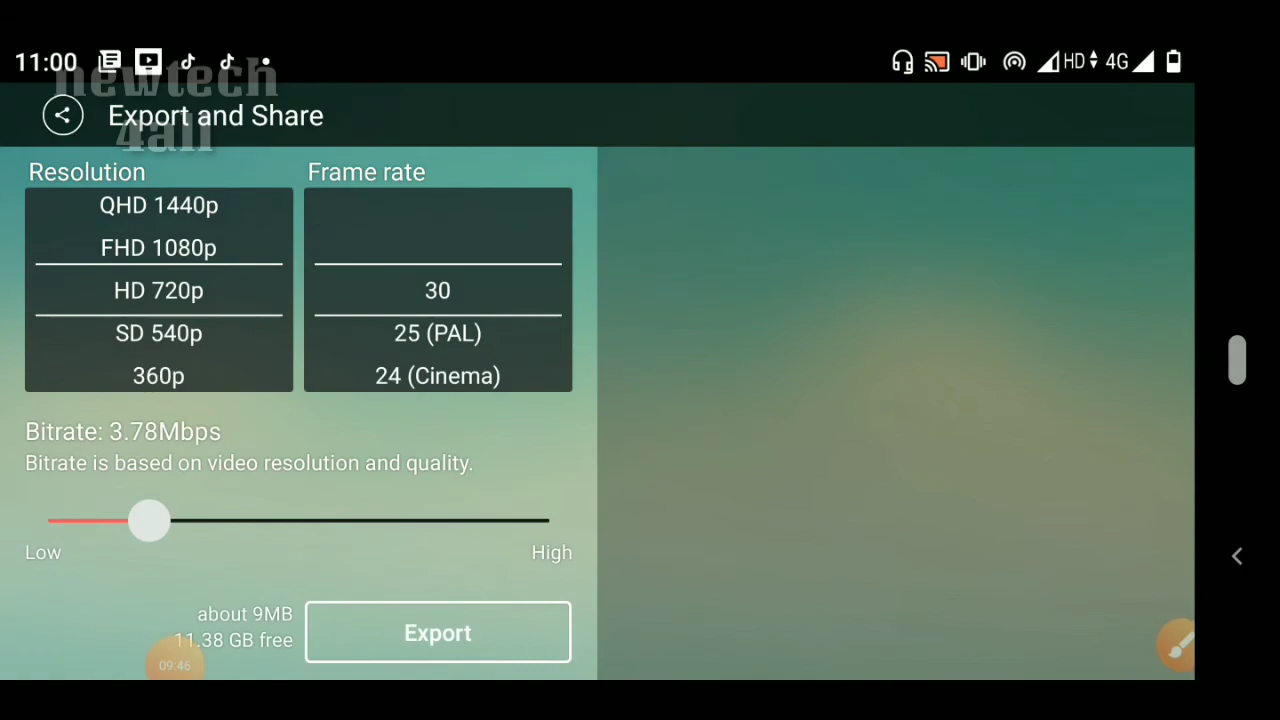 11:00
HD 4G
newtech
4all
Export and Share
Resolution
Frame rate
QHD 1440p
FHD 1080p
HD 720p
SD 540p
360p
30
25 (PAL)
24 (Cinema)
Bitrate: 3.78Mbps
Bitrate is based on video resolution and quality.
Low
High
about 9MB
11.38 GB free
Export
09:46